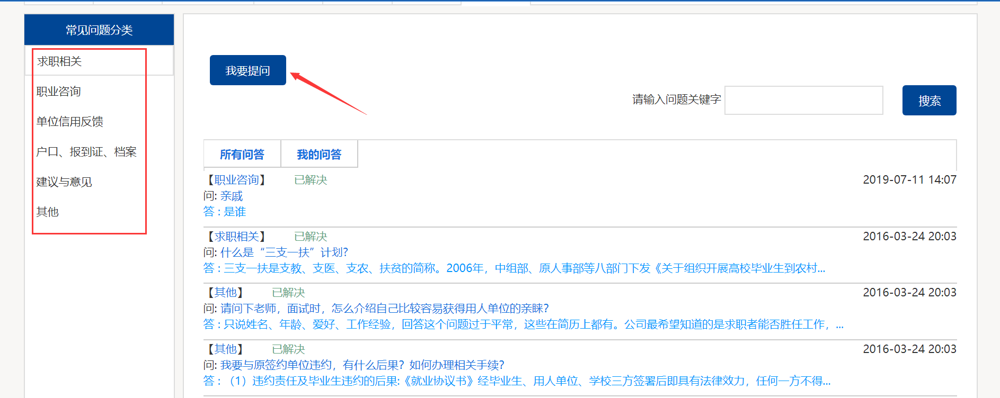 常见问题分类
求职相关
职业咨询
单位信用反馈
户口、报到证、档案
建议与意见
其他
我要提问
请输入问题关键字
搜索
所有问答 我的问答
【职业咨询】 已解决 2019-07-11 14:07
问: 亲戚
答 : 是谁
【求职相关】 已解决 2016-03-24 20:03
问: 什么是“三支一扶”计划?
答 : 三支一扶是支教、支医、支农、扶贫的简称。2006年，中组部、原人事部等八部门下发《关于组织开展高校毕业生到农村...
【其他】 已解决 2016-03-24 20:03
问: 请问下老师，面试时，怎么介绍自己比较容易获得用人单位的亲睐?
答 : 只说姓名、年龄、爱好、工作经验，回答这个问题过于平常，这些在简历上都有。公司最希望知道的是求职者能否胜任工作，...
【其他】 已解决 2016-03-24 20:03
问: 我要与原签约单位违约，有什么后果？如何办理相关手续?
答 : （1）违约责任及毕业生违约的后果:《就业协议书》经毕业生、用人单位、学校三方签署后即具有法律效力，任何一方不得...